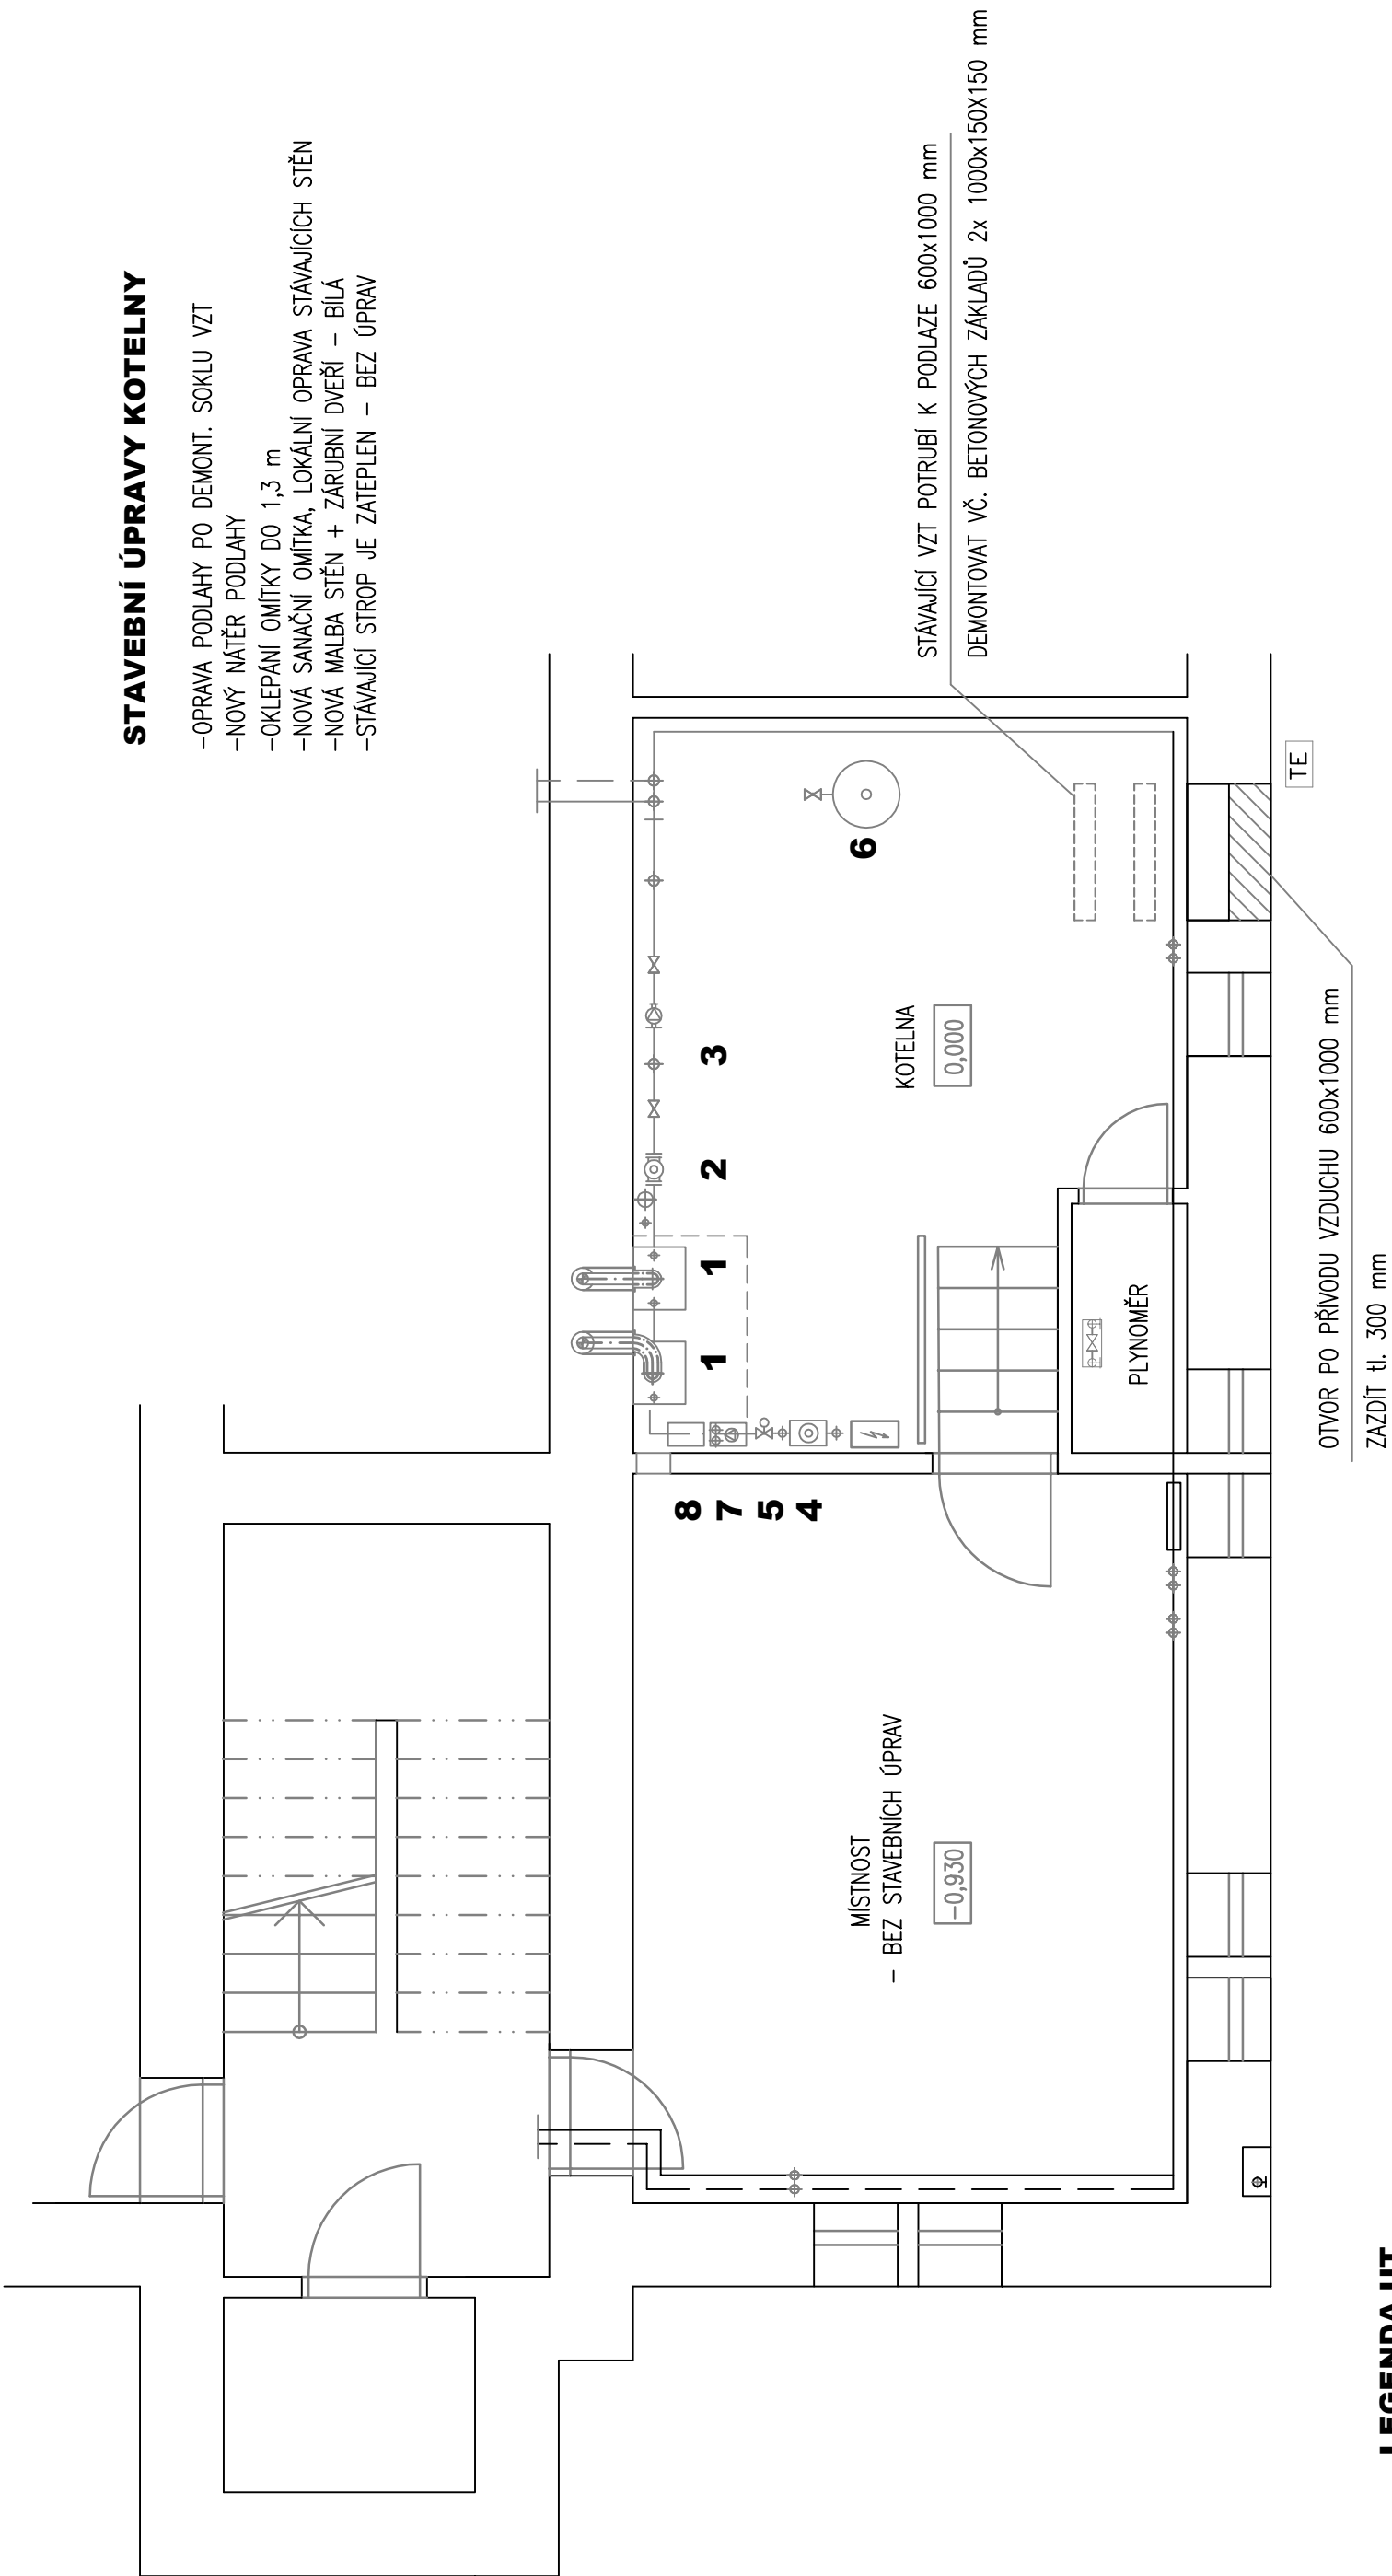 STAVEBNÍ ÚPRAVY KOTELNY
-OPRAVA PODLAHY PO DEMONT. SOKLU VZT
-NOVÝ NÁTĚR PODLAHY
-OKLEPÁNÍ OMÍTKY DO 1,3 m
-NOVÁ SANAČNÍ OMÍTKA, LOKÁLNÍ OPRAVA STÁVAJÍCÍCH STĚN
-NOVÁ MALBA STĚN + ZÁRUBNÍ DVEŘÍ - BÍLÁ
-STÁVAJÍCÍ STROP JE ZATEPLEN - BEZ ÚPRAV
1
1
2
3
8
7
5
4
6
KOTELNA
0,000
STÁVAJÍCÍ VZT POTRUBÍ K PODLAZE 600x1000 mm
DEMONTOVAT VČ. BETONOVÝCH ZÁKLADŮ 2x 1000x150X150 mm
MÍSTNOST
- BEZ STAVEBNÍCH ÚPRAV
-0,930
PLYNOMĚR
TE
OTVOR PO PŘÍVODU VZDUCHU 600x1000 mm
ZAZDÍT tl. 300 mm
LEGENDA UT